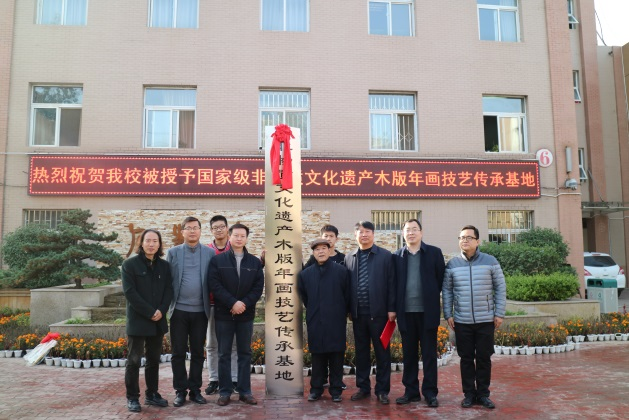 热烈祝贺我校被授予国家级非 文化遗产木版年画技艺传承基地
6
文化遗产木版年画技艺传承基地